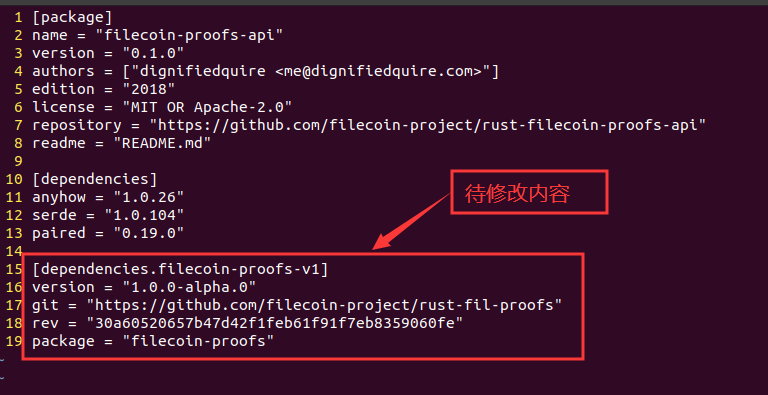 1 [package]
2 name = "filecoin-proofs-api"
3 version = "0.1.0"
4 authors = ["dignifiedquire <me@dignifiedquire.com>"]
5 edition = "2018"
6 license = "MIT OR Apache-2.0"
7 repository = "https://github.com/filecoin-project/rust-filecoin-proofs-api"
8 readme = "README.md"
9
10 [dependencies]
11 anyhow = "1.0.26"
12 serde = "1.0.104"
13 paired = "0.19.0"
14
待修改内容
15 [dependencies.filecoin-proofs-v1]
16 version = "1.0.0-alpha.0"
17 git = "https://github.com/filecoin-project/rust-fil-proofs"
18 rev = "30a60520657b47d42f1feb61f91f7eb8359060fe"
19 package = "filecoin-proofs"
~
~